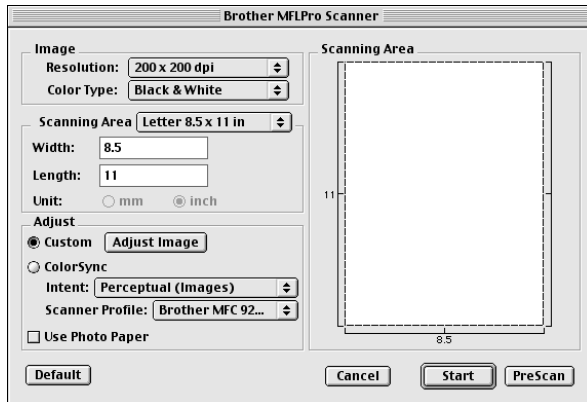 Brother MFLPro Scanner
Image
Resolution: 200 x 200 dpi
Color Type: Black & White
Scanning Area Letter 8.5 x 11 in
Width: 8.5
Length: 11
Unit: mm inch
Adjust
Custom Adjust Image
ColorSync
Intent: Perceptual (Images)
Scanner Profile: Brother MFC 92...
Use Photo Paper
Scanning Area
11
8.5
Default Cancel Start PreScan